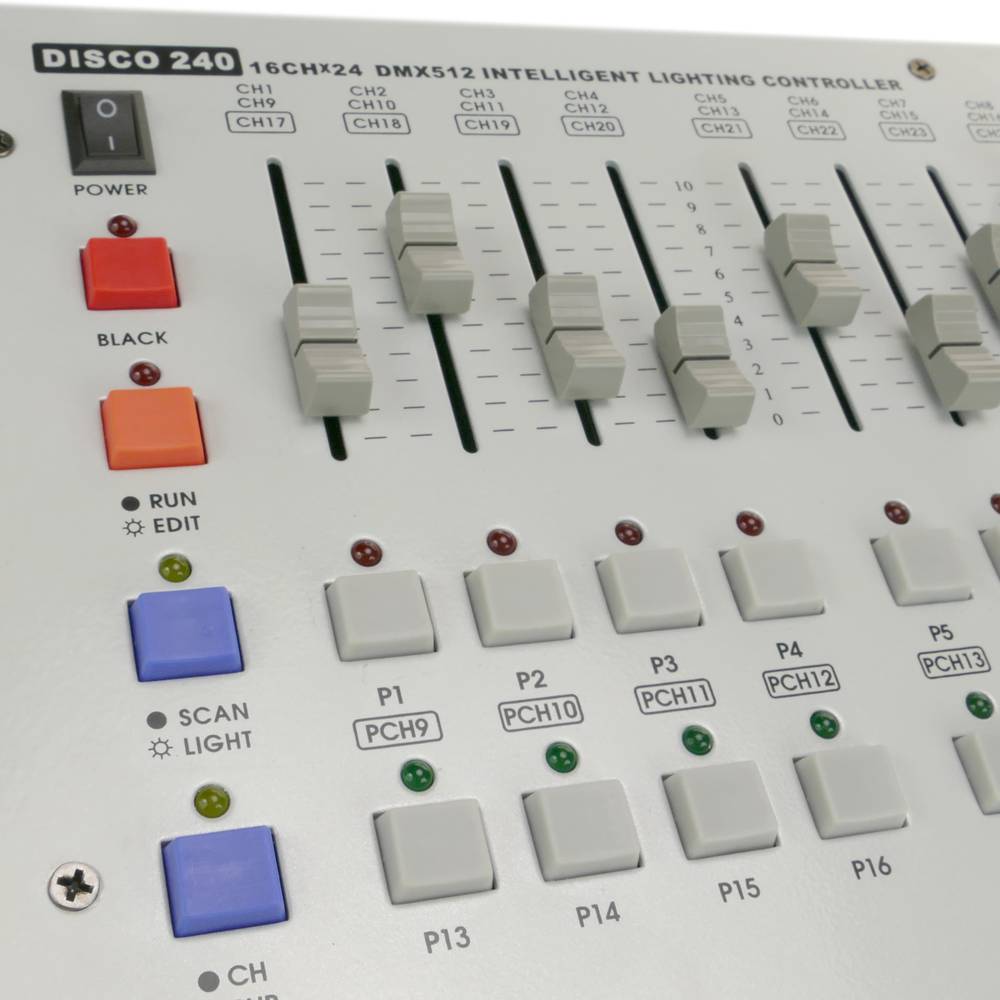 DISCO 240 16CHX24 DMX512 INTELLIGENT LIGHTING CONTROLLER
CH1 CH2 CH3 CH4 CH5 CH6 CH7 CH8
CH9 CH10 CH11 CH12 CH13 CH14 CH15
CH17 CH18 CH19 CH20 CH21 CH22 CH23
O
I
POWER
10
9
8
7
6
5
4
3
2
1
0
BLACK
RUN
EDIT
P1 P2 P3 P4 P5
PCH9 PCH10 PCH11 PCH12 PCH13
SCAN
LIGHT
P13 P14 P15 P16
CH